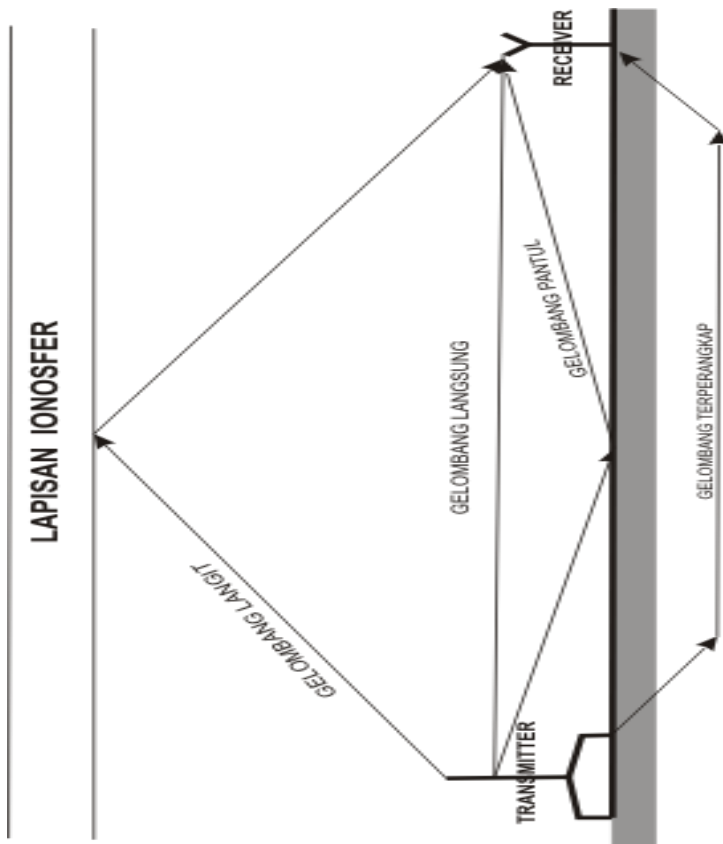 LAPISAN IONOSFER
GELOMBANG LANGIT
GELOMBANG LANGSUNG
GELOMBANG PANTUL
TRANSMITTER
RECEIVER
GELOMBANG TERPERANGKAP